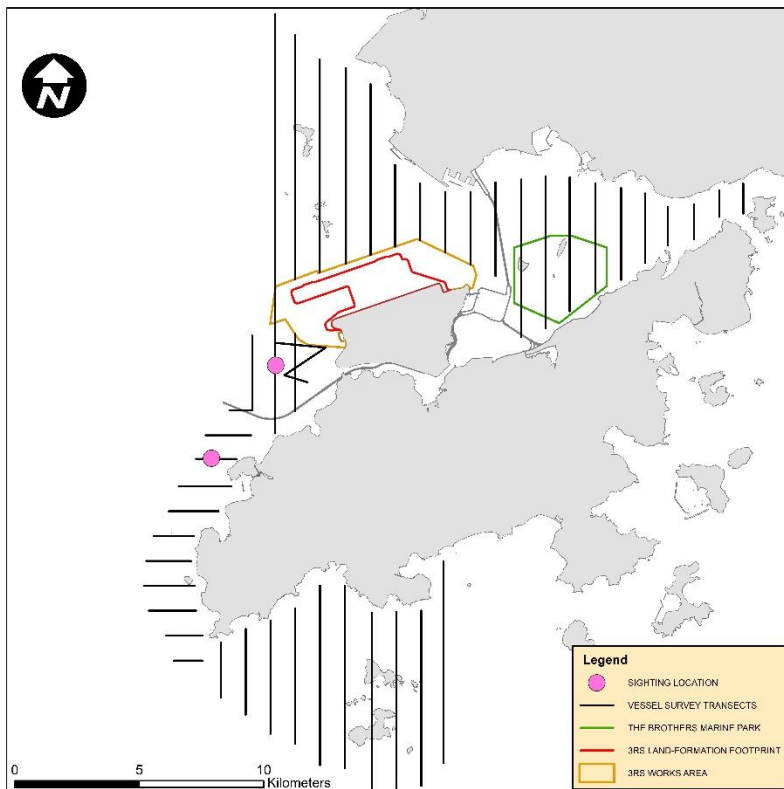 N
Legend
SIGHTING LOCATION
VESSEL SURVEY TRANSECTS
THE BROTHERS MARINE PARK
3RS LAND-FORMATION FOOTPRINT
3RS WORKS AREA
0 5 10
Kilometers